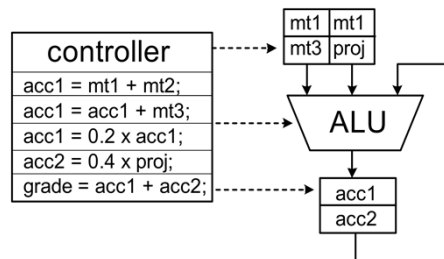 controller
acc1 = mt1 + mt2;
acc1 = acc1 + mt3;
acc1 = 0.2 x acc1;
acc2 = 0.4 x proj;
grade = acc1 + acc2;
mt1 mt1
mt3 proj
ALU
acc1
acc2